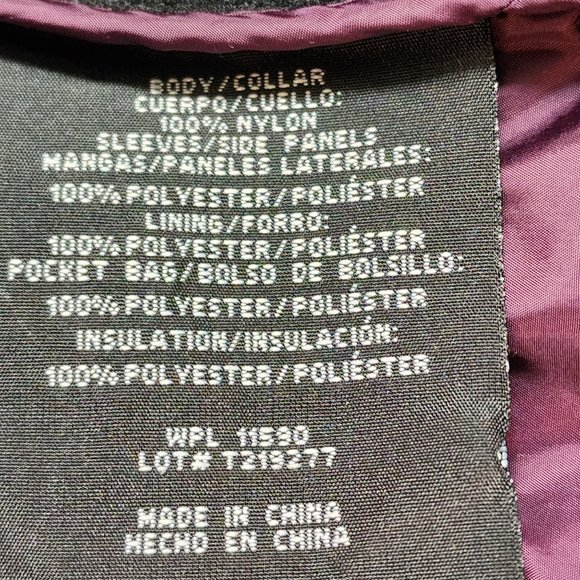 BODY/COLLAR
CUERPO/CUELLO:
100% NYLON
SLEEVES/SIDE PANELS
MANGAS/PANELES LATERALES:
100% POLYESTER/POLIÉSTER
LINING/FORRO:
100% POLYESTER/POLIÉSTER
POCKET BAG/BOLSO DE BOLSILLO:
100% POLYESTER/POLIÉSTER
INSULATION/INSULACIÓN:
100% POLYESTER/POLIÉSTER
WPL 11590
LOT# T219277
MADE IN CHINA
HECHO EN CHINA